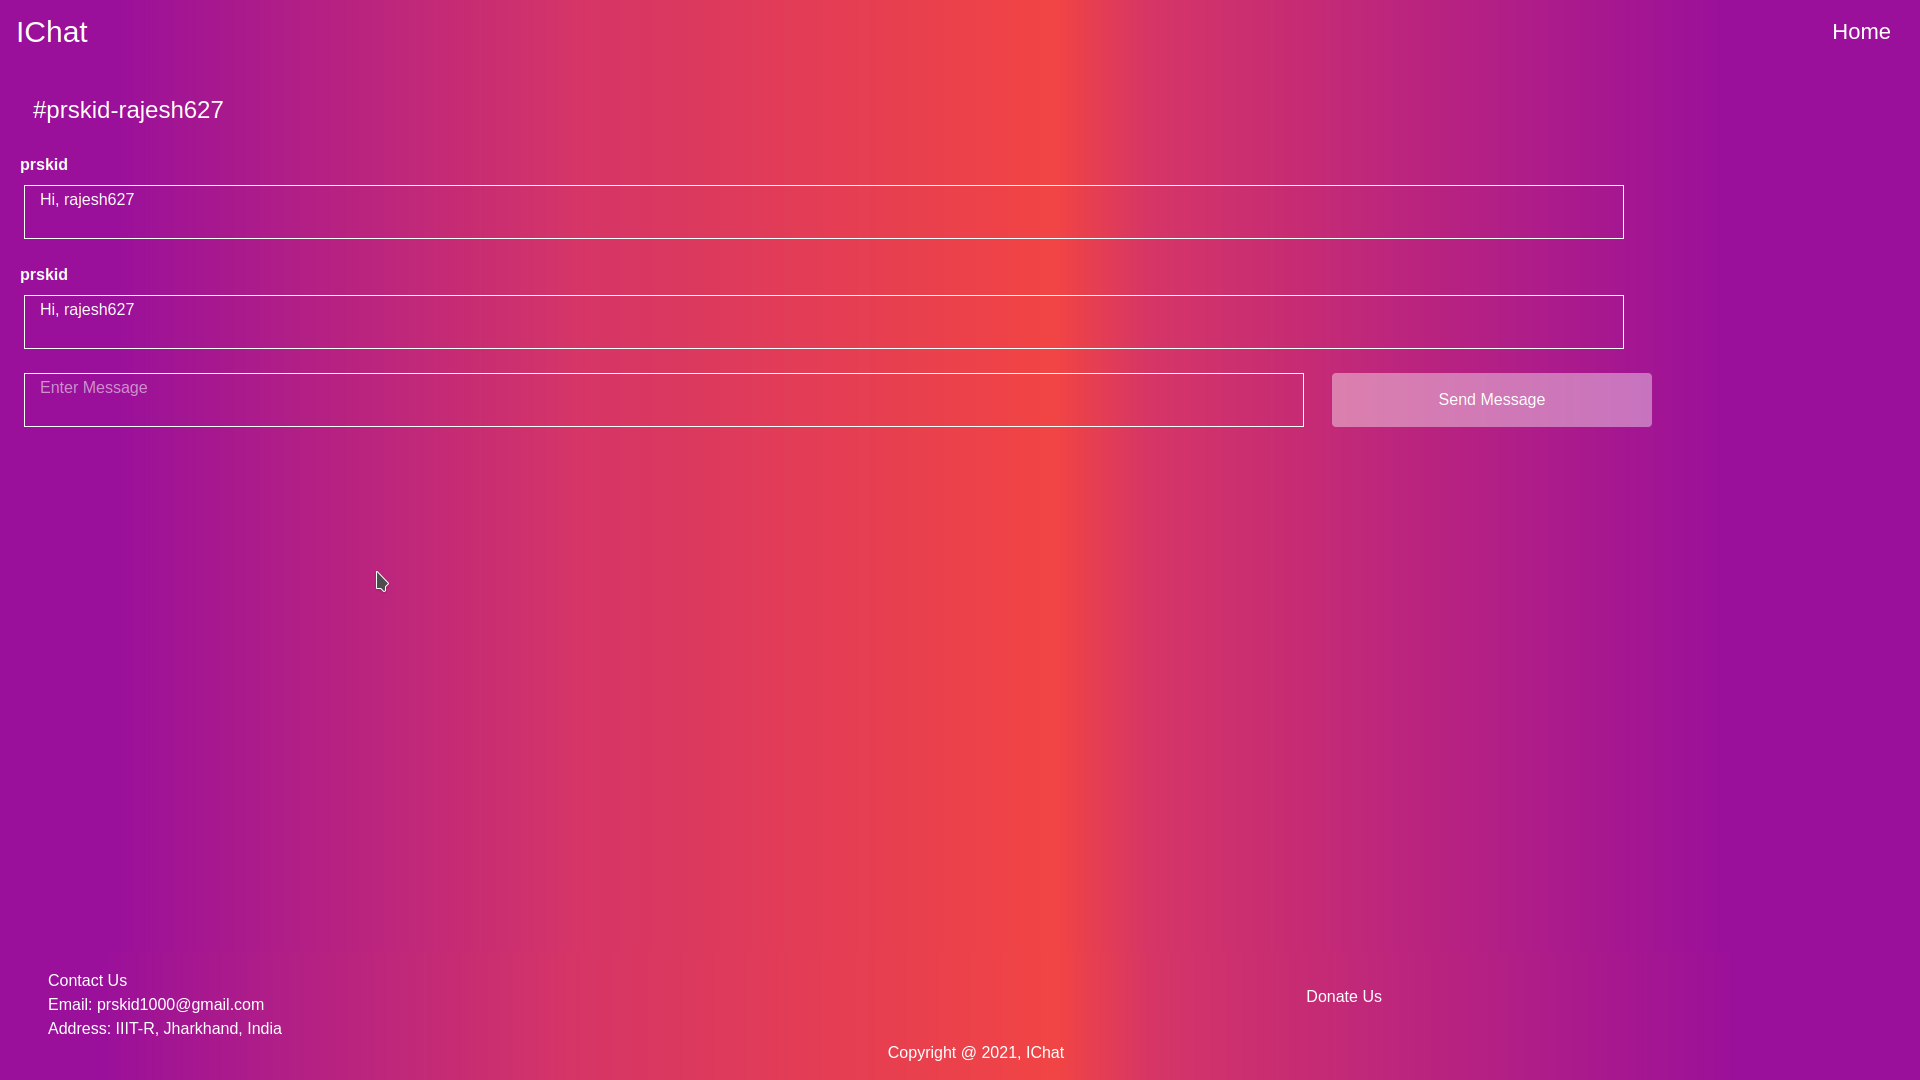 IChat
Home
#prskid-rajesh627
prskid
Hi, rajesh627
prskid
Hi, rajesh627
Enter Message
Send Message
Contact Us
Email: prskid1000@gmail.com
Address: IIIT-R, Jharkhand, India
Donate Us
Copyright @ 2021, IChat